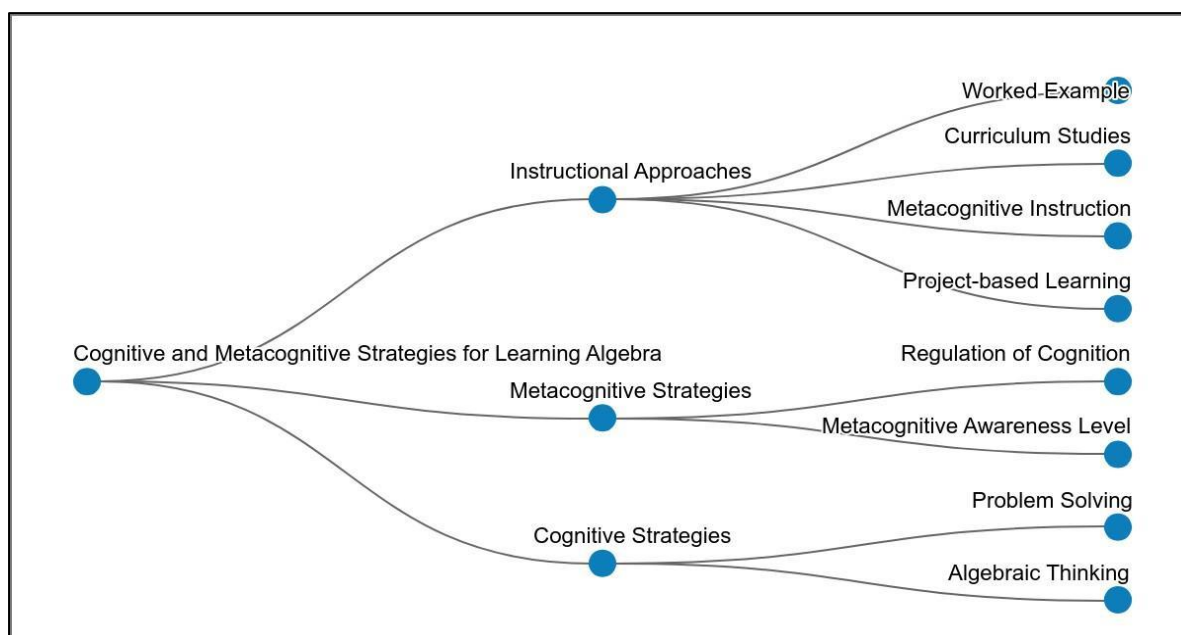 Worked Example
Curriculum Studies
Instructional Approaches
Metacognitive Instruction
Project-based Learning
Cognitive and Metacognitive Strategies for Learning Algebra
Regulation of Cognition
Metacognitive Strategies
Metacognitive Awareness Level
Problem Solving
Cognitive Strategies
Algebraic Thinking